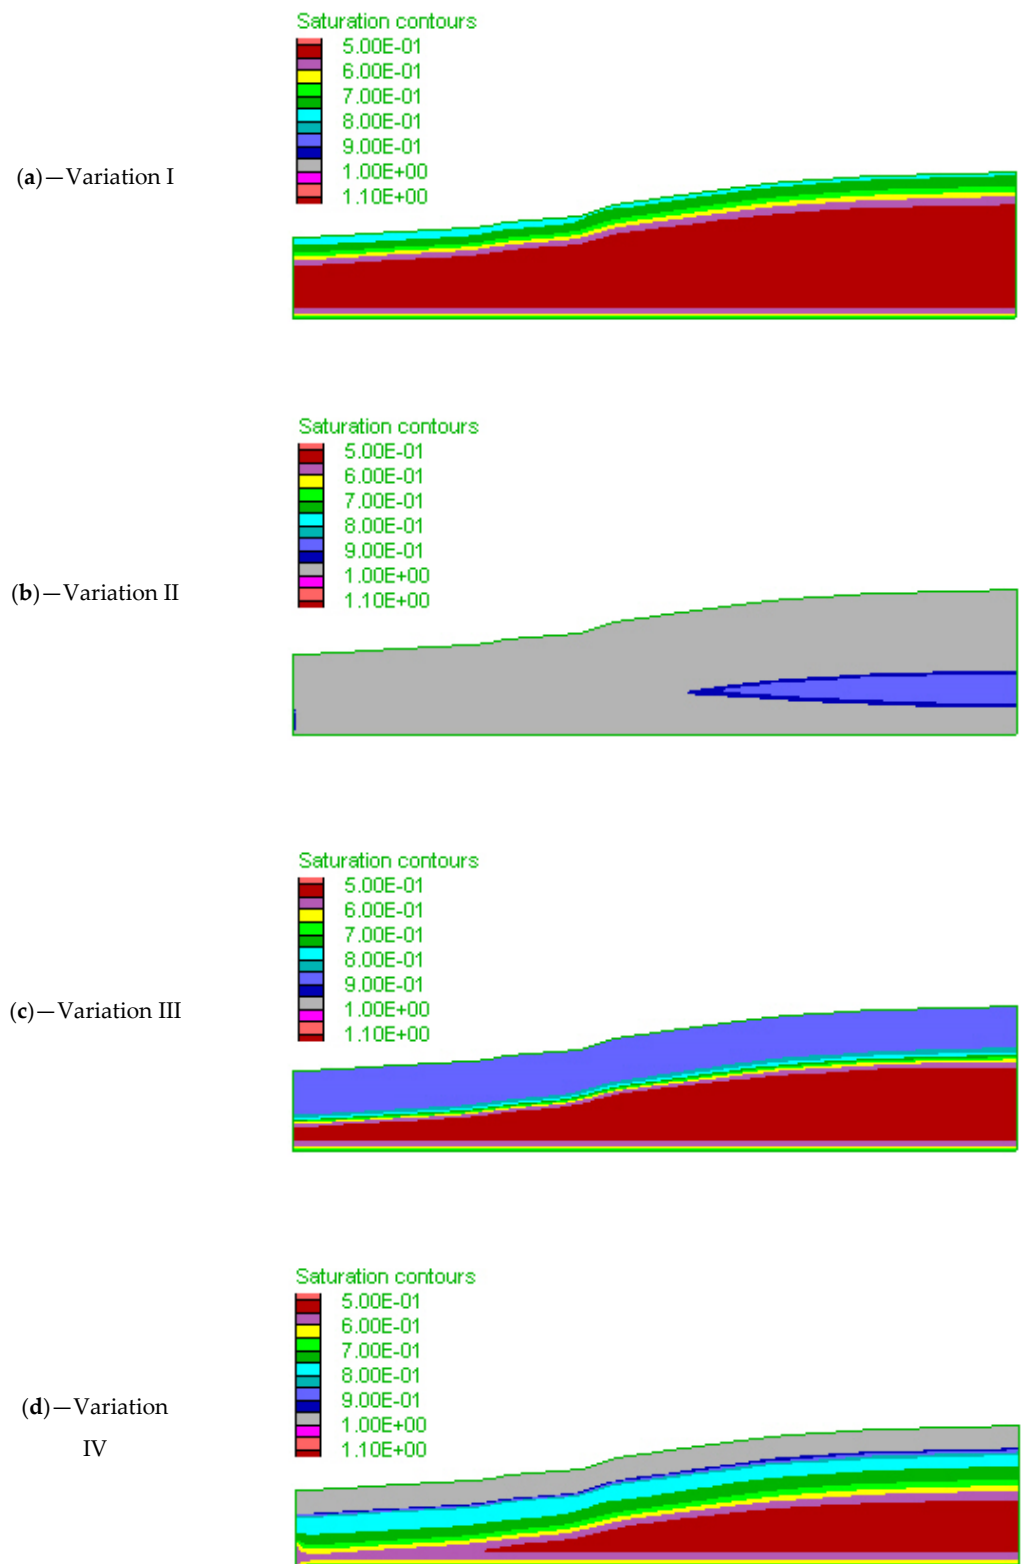 Saturation contours
5.00E-01
6.00E-01
7.00E-01
8.00E-01
9.00E-01
1.00E+00
1.10E+00
(a)—Variation I
Saturation contours
5.00E-01
6.00E-01
7.00E-01
8.00E-01
9.00E-01
1.00E+00
1.10E+00
(b)—Variation II
Saturation contours
5.00E-01
6.00E-01
7.00E-01
8.00E-01
9.00E-01
1.00E+00
1.10E+00
(c)—Variation III
Saturation contours
5.00E-01
6.00E-01
7.00E-01
8.00E-01
9.00E-01
1.00E+00
1.10E+00
(d)—Variation
IV